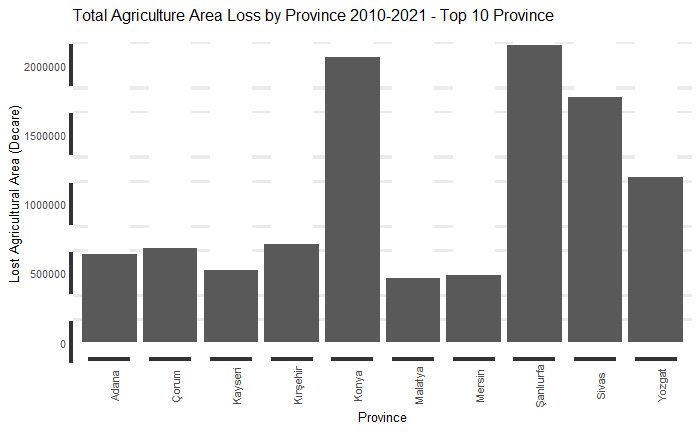 Total Agriculture Area Loss by Province 2010-2021 - Top 10 Province
Lost Agricultural Area (Decare)
2000000
1500000
1000000
500000
0
Adana
Çorum
Kayseri
Kırşehir
Konya
Malatya
Mersin
Şanlıurfa
Sivas
Yozgat
Province